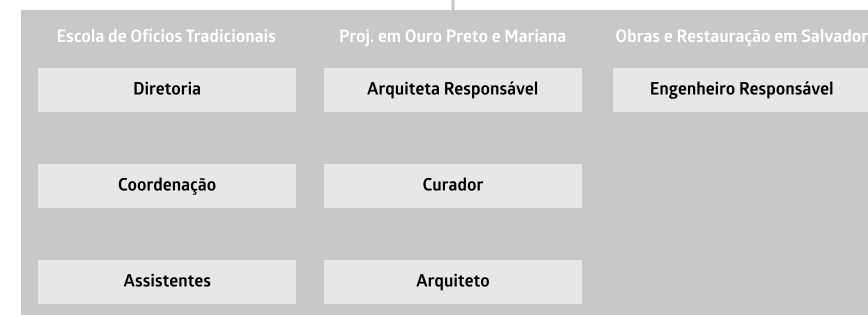 Escola de Ofícios Tradicionais
Proj. em Ouro Preto e Mariana
Obras e Restauração em Salvador
Diretoria
Arquiteta Responsável
Engenheiro Responsável
Coordenação
Curador
Assistentes
Arquiteto